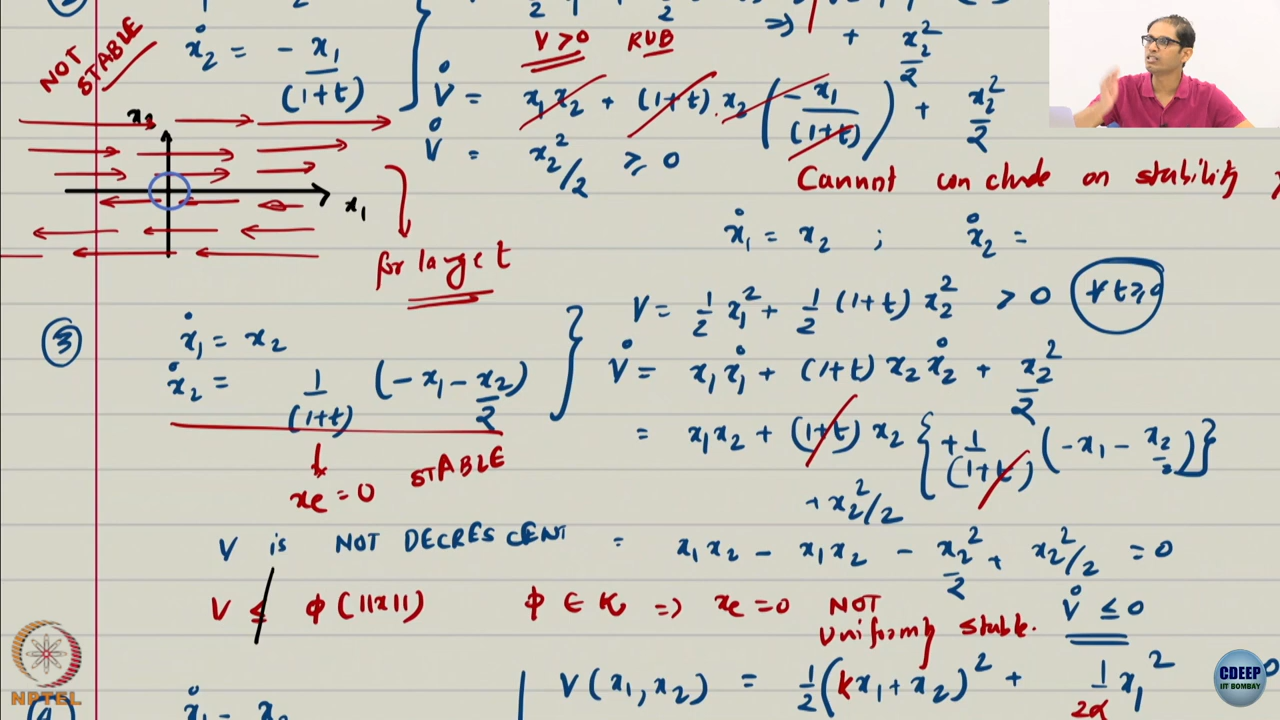 NOT STABLE
ẋ₂ = - x₁ / (1+t)
V > 0 RUB
+ x₂²/2
V̇ = x₁x₂ + (1+t) · x₂ ( -x₁ / (1+t) ) + x₂²/2
V̇ = x₂²/2 ≥ 0
Cannot conclude on stability
x₂
x₁
for large t
ẋ₁ = x₂ ; ẋ₂ =
V = 1/2 x₁² + 1/2 (1+t) x₂² > 0 ∀ t ≥ 0
③ ẋ₁ = x₂
ẋ₂ = 1/(1+t) (-x₁ - x₂/2)
V̇ = x₁ẋ₁ + (1+t) x₂ẋ₂ + x₂²/2
= x₁x₂ + (1+t) x₂ { +1/(1+t) (-x₁ - x₂/2) }
+ x₂²/2
xe = 0 STABLE
V is NOT DECRESCENT
= x₁x₂ - x₁x₂ - x₂²/2 + x₂²/2 = 0
V ≰ φ(||x||) φ ∈ K ⇒ xe = 0 NOT
Uniformly stable.
V̇ ≤ 0
V(x₁, x₂) = 1/2 (kx₁ + x₂)² + 1/2α x₁²
ẋ₁ = x₂
NPTEL
CDEEP
IIT BOMBAY